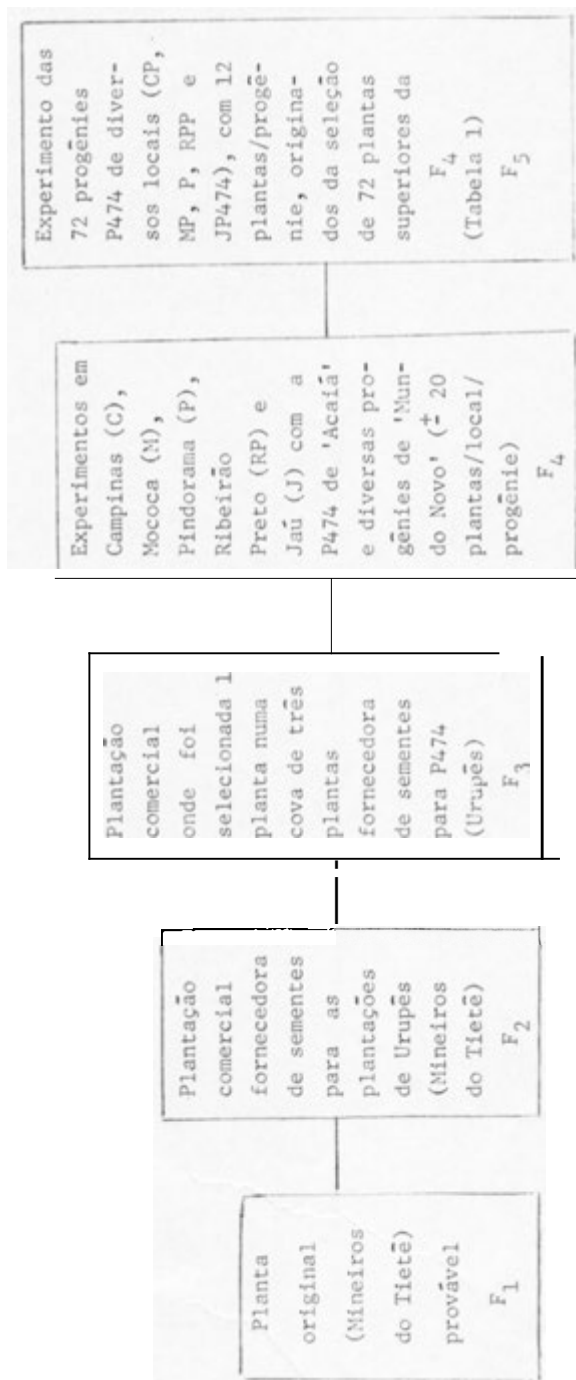 Planta
original
(Mineiros
do Tietê)
provável
F1
Plantação
comercial
fornecedora
de sementes
para as
plantações
de Urupês
(Mineiros
do Tietê)
F2
Plantação
comercial
onde foi
selecionada 1
planta numa
cova de três
plantas
fornecedora
de sementes
para P474
(Urupês)
F3
Experimentos em
Campinas (C),
Mococa (M),
Pindorama (P),
Ribeirão
Preto (RP) e
Jaú (J) com a
P474 de 'Acaiá'
e diversas pro-
gênies de 'Mun-
do Novo' (± 20
plantas/local/
progênie)
F4
Experimento das
72 progênies
P474 de diver-
sos locais (CP,
MP, P, RPP e
JP474), com 12
plantas/progê-
nie, origina-
dos da seleção
de 72 plantas
superiores da
F4
(Tabela 1)
F5